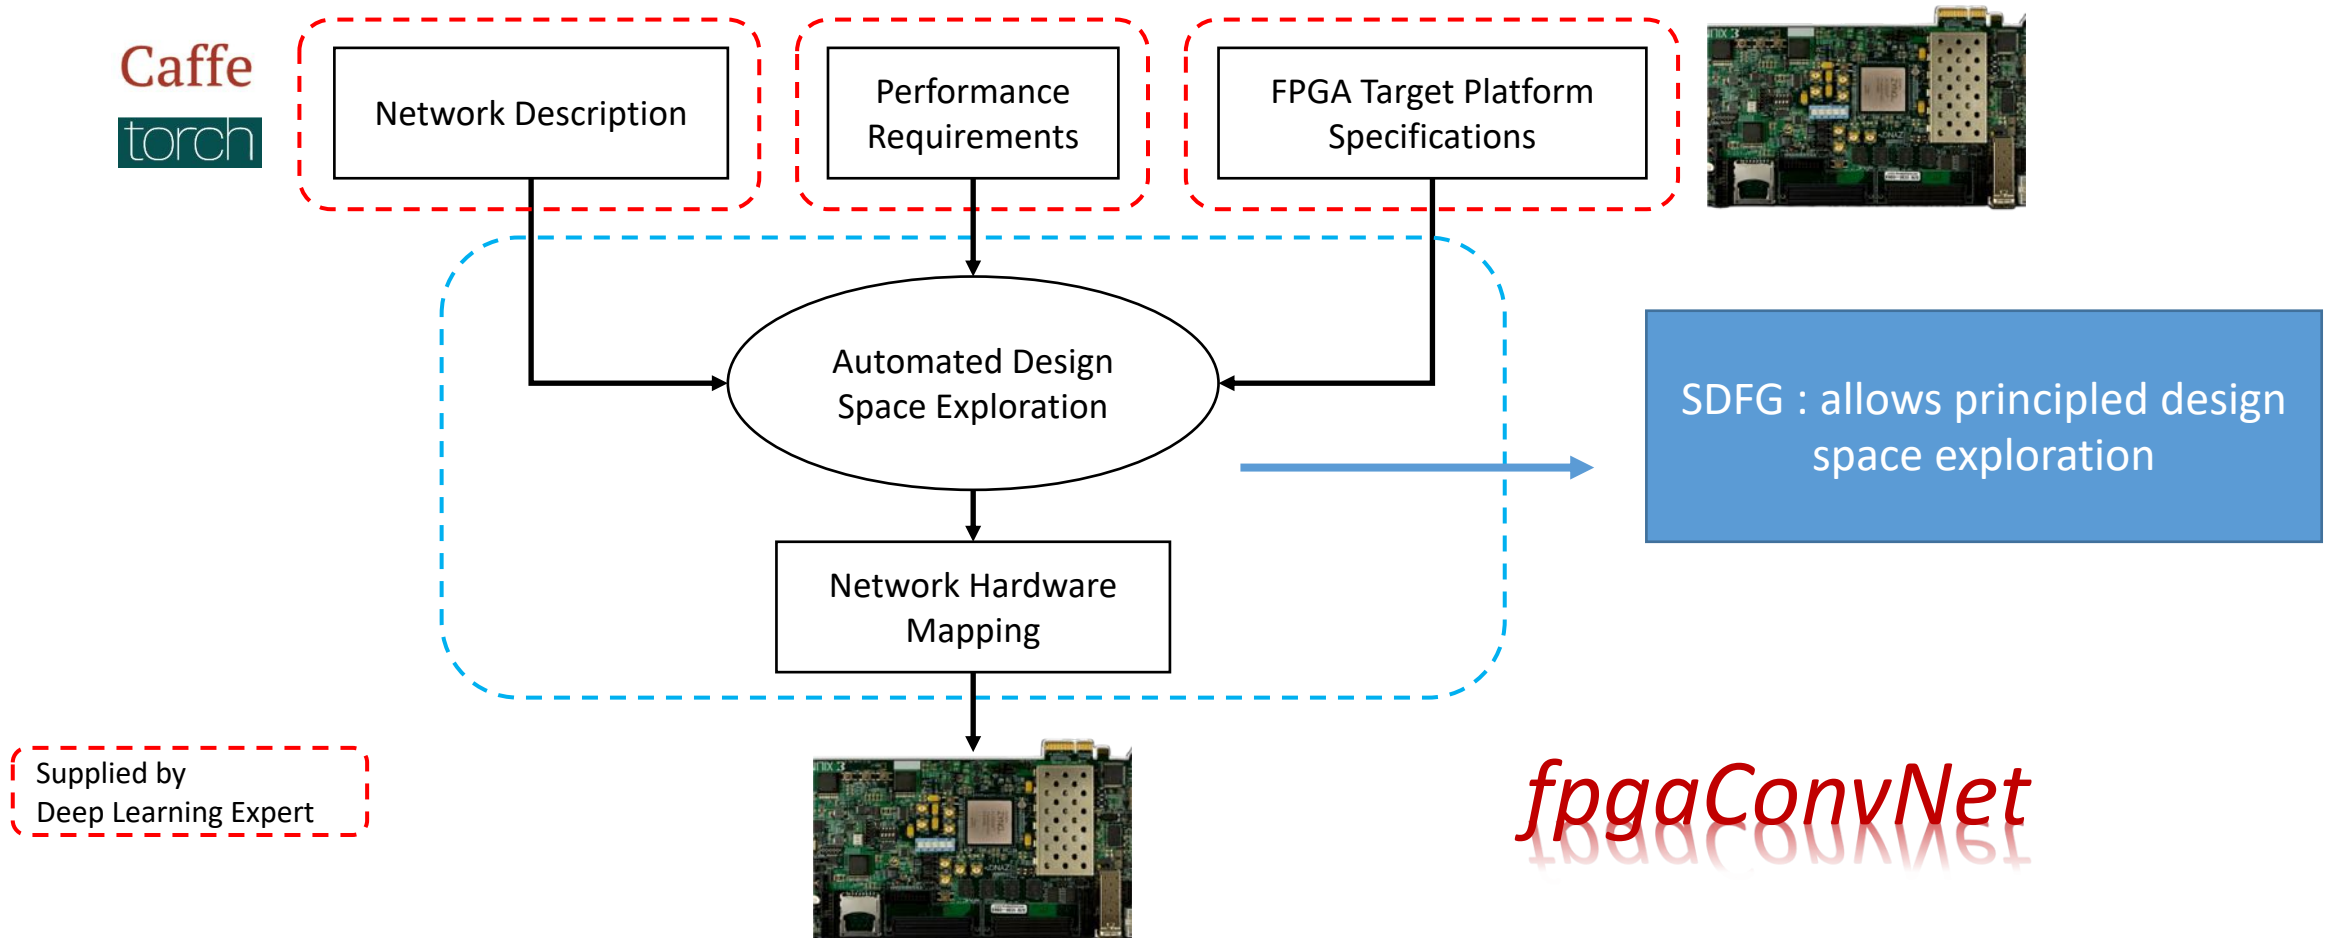 Caffe
torch
Network Description
Performance
Requirements
FPGA Target Platform
Specifications
Automated Design
Space Exploration
SDFG : allows principled design
space exploration
Network Hardware
Mapping
Supplied by
Deep Learning Expert
fpgaConvNet